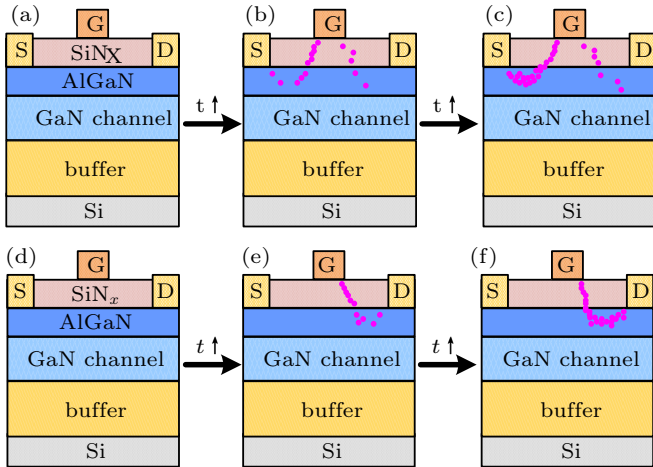 (a) (b) (c)
G G G
S SiNX D S D S D
AlGaN
t ↑ t ↑
GaN channel GaN channel GaN channel
buffer buffer buffer
Si Si Si
(d) (e) (f)
G G G
S SiNx D S D S D
AlGaN
t ↑ t ↑
GaN channel GaN channel GaN channel
buffer buffer buffer
Si Si Si